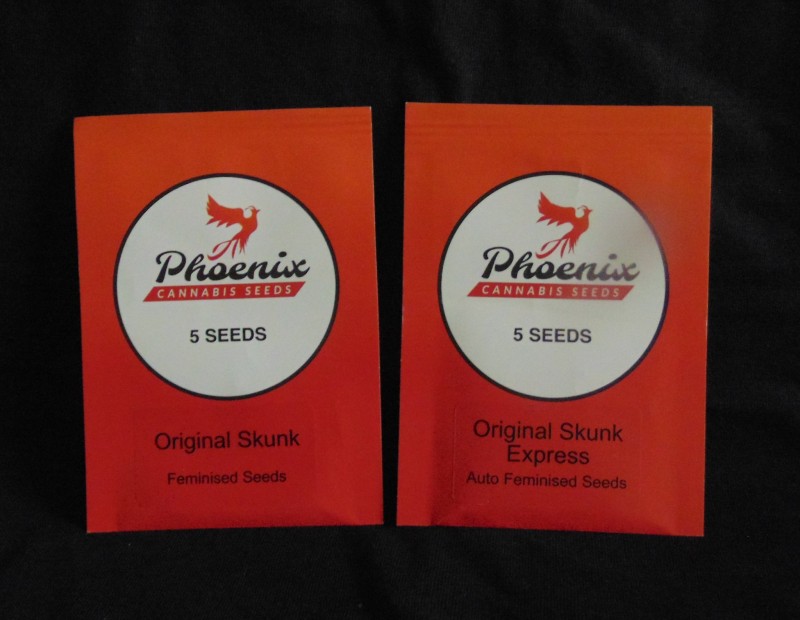 Phoenix
CANNABIS SEEDS
5 SEEDS
Original Skunk
Feminised Seeds
Phoenix
CANNABIS SEEDS
5 SEEDS
Original Skunk
Express
Auto Feminised Seeds